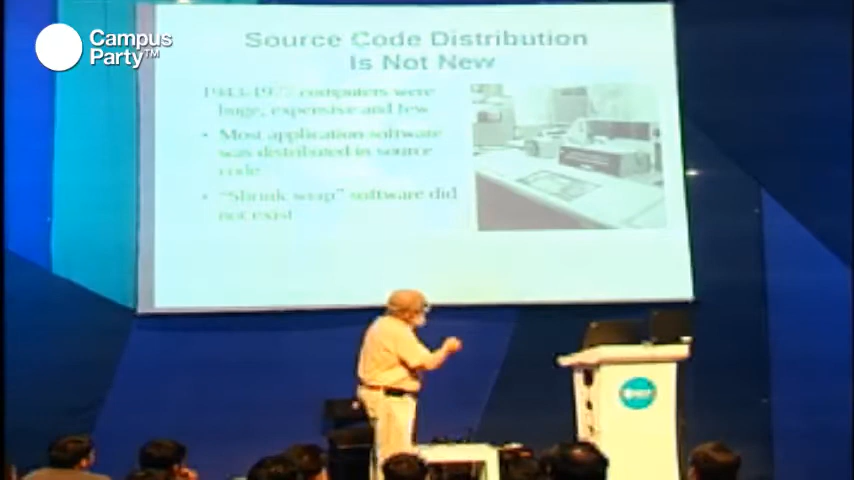 Campus
Party™
Source Code Distribution
Is Not New
computers were
huge, expensive and few
• Most application software
was distributed in source
code
• "Shrink wrap" software did
not exist